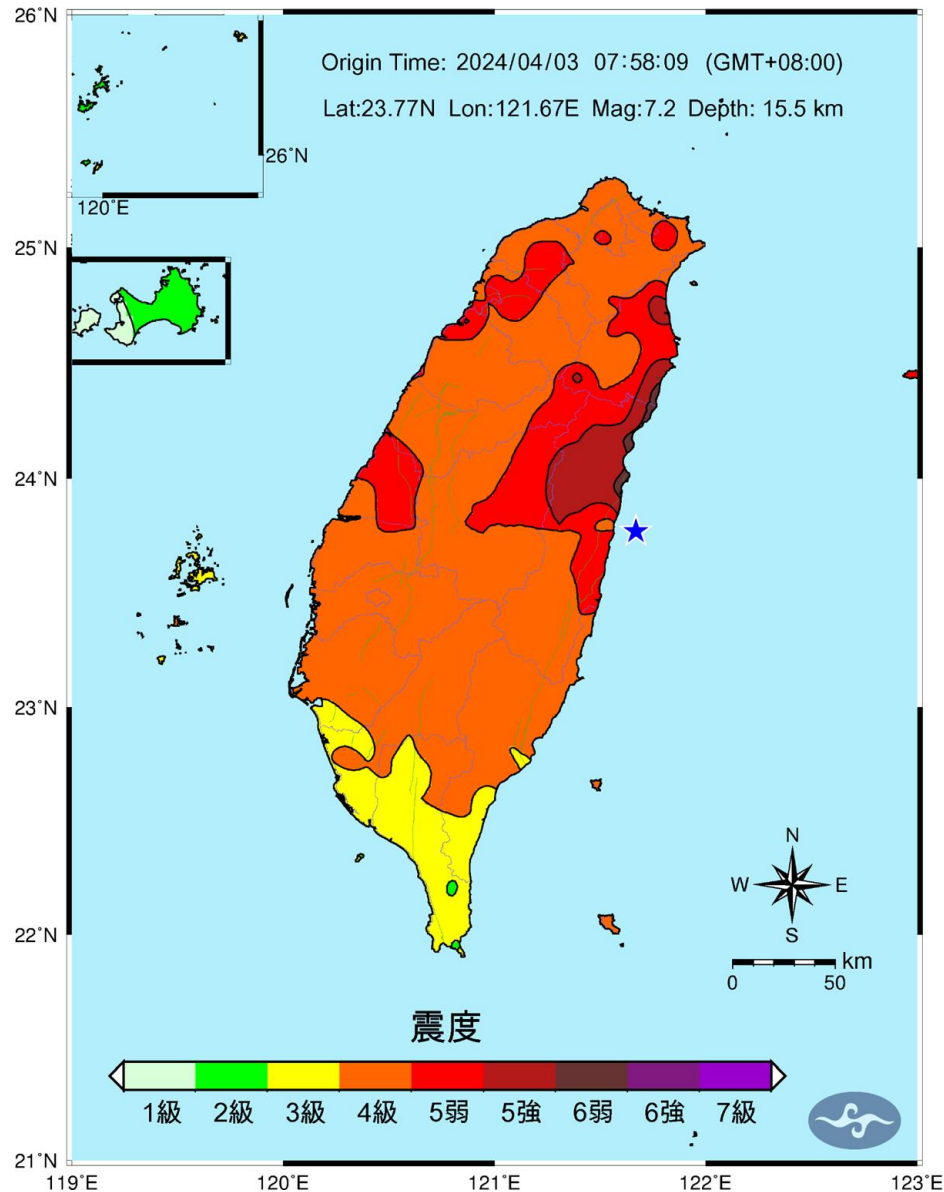 26°N
Origin Time: 2024/04/03 07:58:09 (GMT+08:00)
Lat:23.77N Lon:121.67E Mag:7.2 Depth: 15.5 km
26°N
120°E
25°N
24°N
23°N
N
W E
S
22°N
km
0 50
震度
1級 2級 3級 4級 5弱 5強 6弱 6強 7級
21°N
119°E 120°E 121°E 122°E 123°E